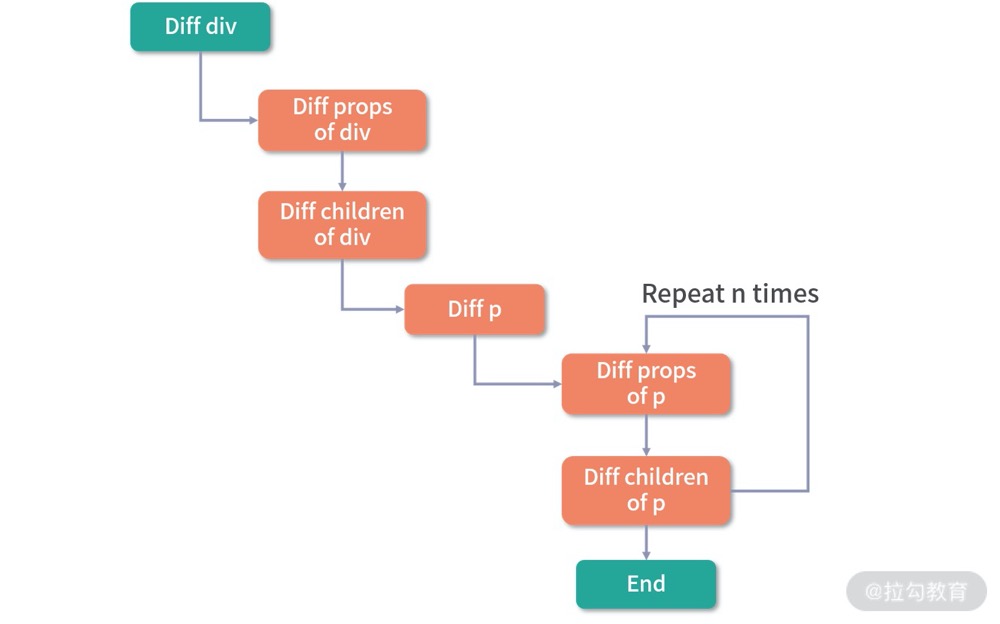 Diff div
Diff props
of div
Diff children
of div
Diff p
Repeat n times
Diff props
of p
Diff children
of p
End
@拉勾教育